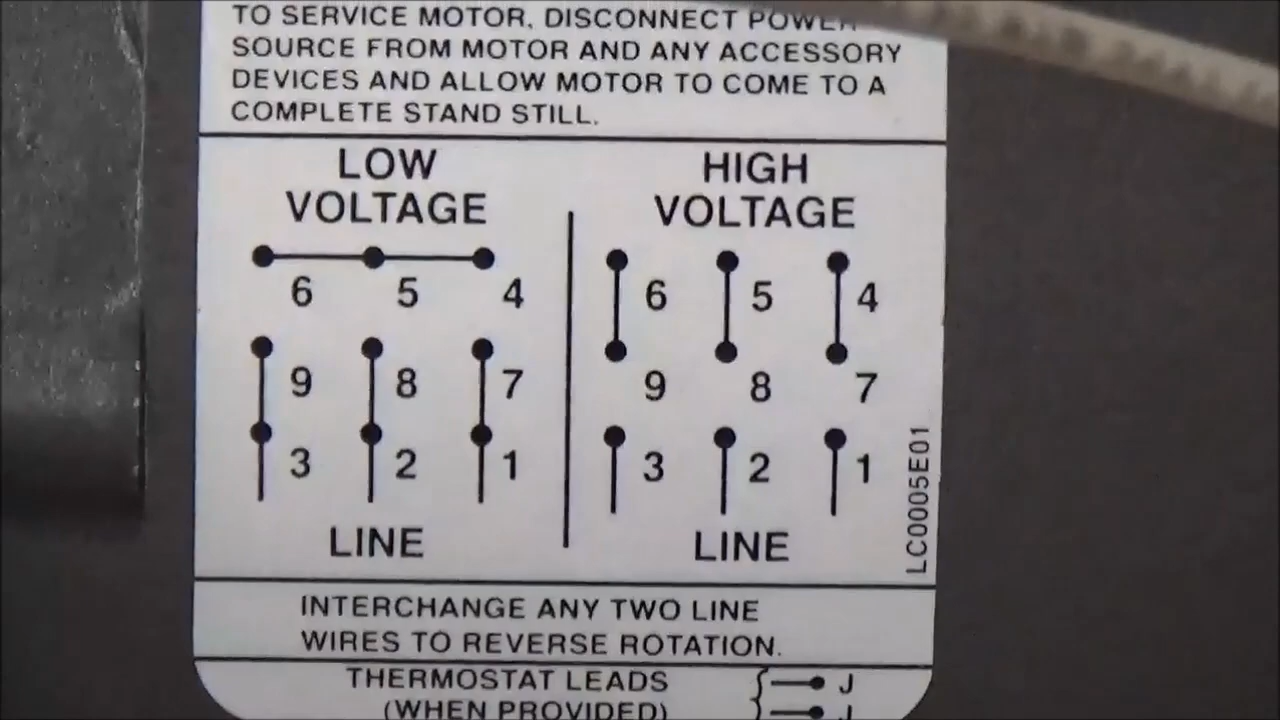 TO SERVICE MOTOR, DISCONNECT POWER
SOURCE FROM MOTOR AND ANY ACCESSORY
DEVICES AND ALLOW MOTOR TO COME TO A
COMPLETE STAND STILL.
LOW
VOLTAGE
6 5 4
9 8 7
3 2 1
LINE
HIGH
VOLTAGE
6 5 4
9 8 7
3 2 1
LINE
LC0005E01
INTERCHANGE ANY TWO LINE
WIRES TO REVERSE ROTATION.
THERMOSTAT LEADS J
(WHEN PROVIDED) J